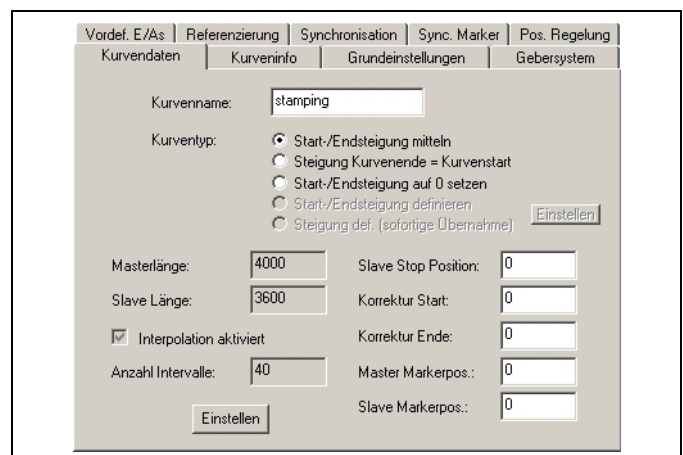 Vordef. E/As Referenzierung Synchronisation Sync. Marker Pos. Regelung
Kurvendaten Kurveninfo Grundeinstellungen Gebersystem
Kurvenname: stamping
Kurventyp: Start-/Endsteigung mitteln
Steigung Kurvenende = Kurvenstart
Start-/Endsteigung auf 0 setzen
Start-/Endsteigung definieren
Steigung def. (sofortige Übernahme) Einstellen
Masterlänge: 4000 Slave Stop Position: 0
Slave Länge: 3600 Korrektur Start: 0
Interpolation aktiviert Korrektur Ende: 0
Anzahl Intervalle: 40 Master Markerpos.: 0
Einstellen Slave Markerpos.: 0